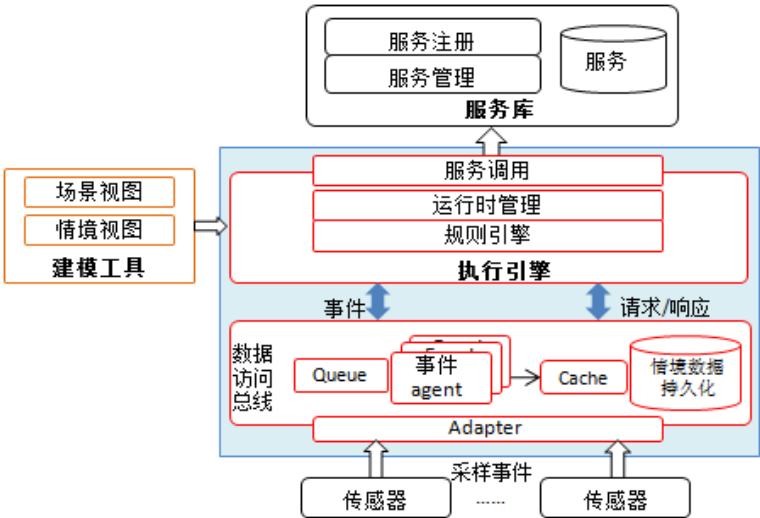 服务注册
服务管理
服务
服务库
服务调用
场景视图
情境视图
建模工具
运行时管理
规则引擎
执行引擎
事件
请求/响应
数据
访问
总线
Queue
事件
agent
Cache
情境数据
持久化
Adapter
采样事件
传感器
......
传感器